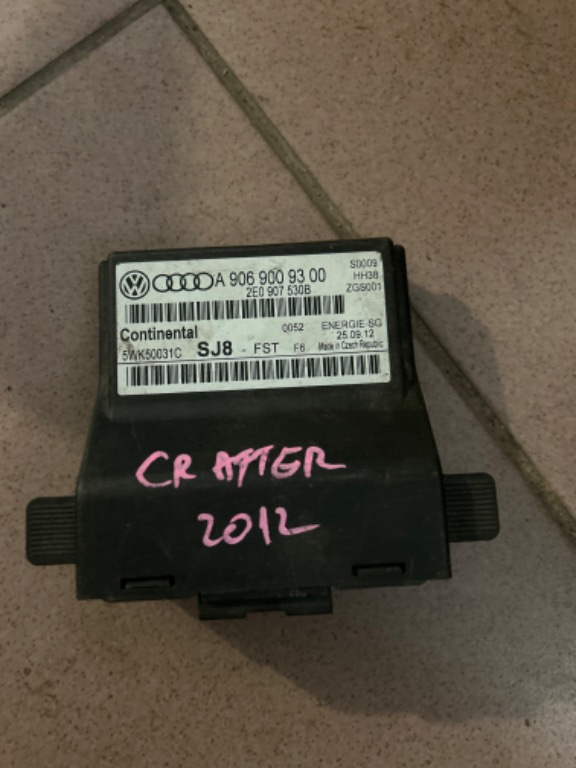 A 906 900 93 00
2E0 907 530B
S0009
HH38
ZGS001
Continental
0052 ENERGIE-SG
25.09.12
5WK50031C SJ8 - FST F6 Made in Czech Republic
CRAFTER
2012